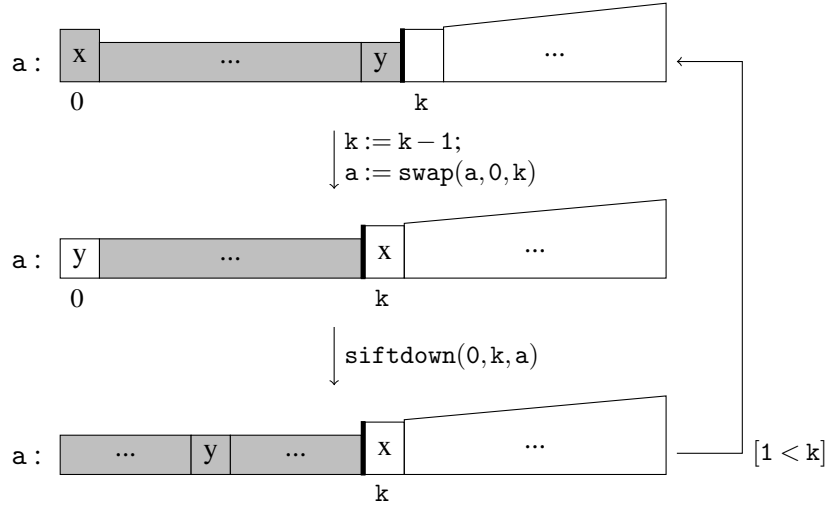 a : x ... y ...
0 k
k := k − 1;
a := swap(a,0,k)
a : y ... x ...
0 k
siftdown(0,k,a)
a : ... y ... x ... [1 < k]
k